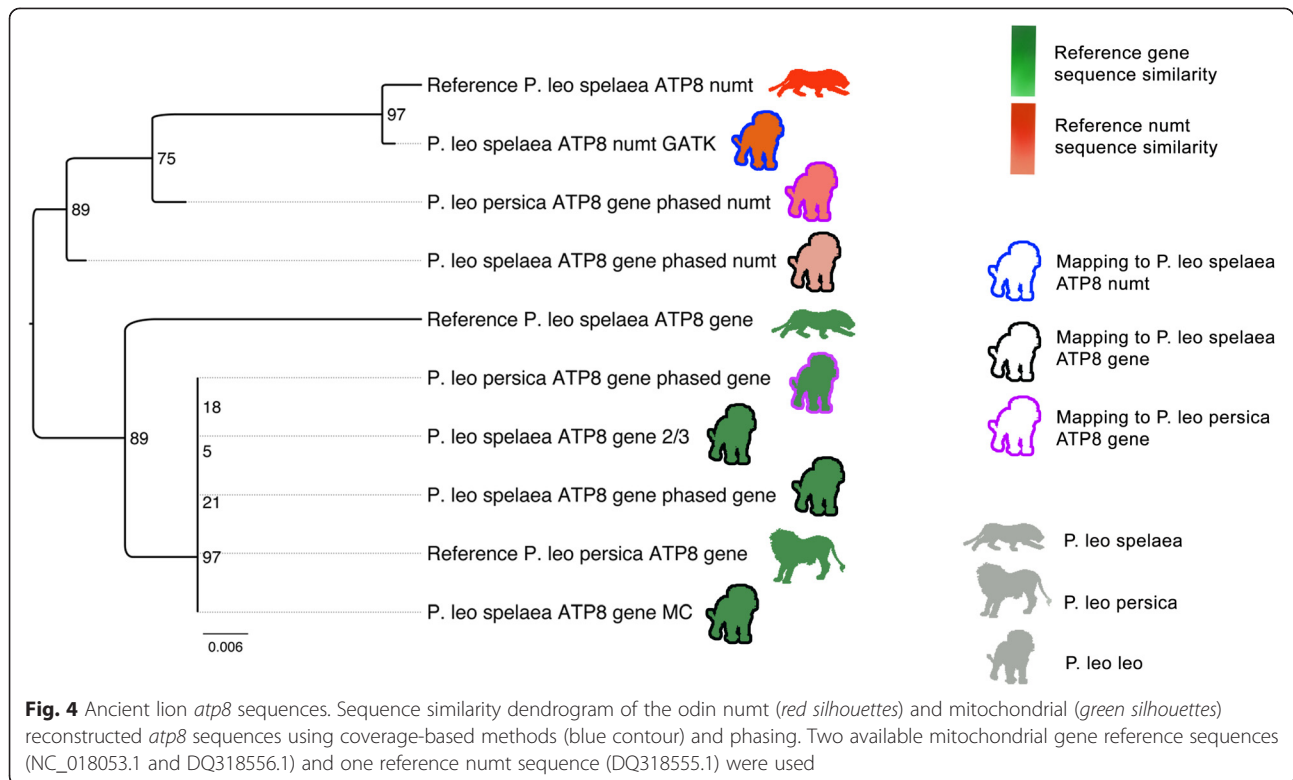 Reference P. leo spelaea ATP8 numt
97
P. leo spelaea ATP8 numt GATK
75
P. leo persica ATP8 gene phased numt
89
P. leo spelaea ATP8 gene phased numt
Reference P. leo spelaea ATP8 gene
P. leo persica ATP8 gene phased gene
18
P. leo spelaea ATP8 gene 2/3
89
5
P. leo spelaea ATP8 gene phased gene
21
Reference P. leo persica ATP8 gene
97
P. leo spelaea ATP8 gene MC
0.006
Reference gene
sequence similarity
Reference numt
sequence similarity
Mapping to P. leo spelaea
ATP8 numt
Mapping to P. leo spelaea
ATP8 gene
Mapping to P. leo persica
ATP8 gene
P. leo spelaea
P. leo persica
P. leo leo
Fig. 4 Ancient lion atp8 sequences. Sequence similarity dendrogram of the odin numt (red silhouettes) and mitochondrial (green silhouettes)
reconstructed atp8 sequences using coverage-based methods (blue contour) and phasing. Two available mitochondrial gene reference sequences
(NC_018053.1 and DQ318556.1) and one reference numt sequence (DQ318555.1) were used